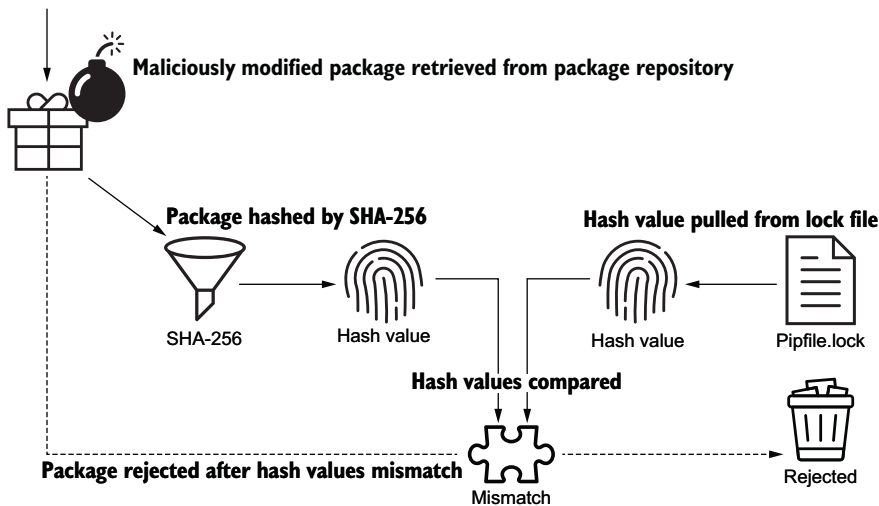 Maliciously modified package retrieved from package repository
Package hashed by SHA-256
Hash value pulled from lock file
SHA-256
Hash value
Hash value
Pipfile.lock
Hash values compared
Package rejected after hash values mismatch
Mismatch
Rejected